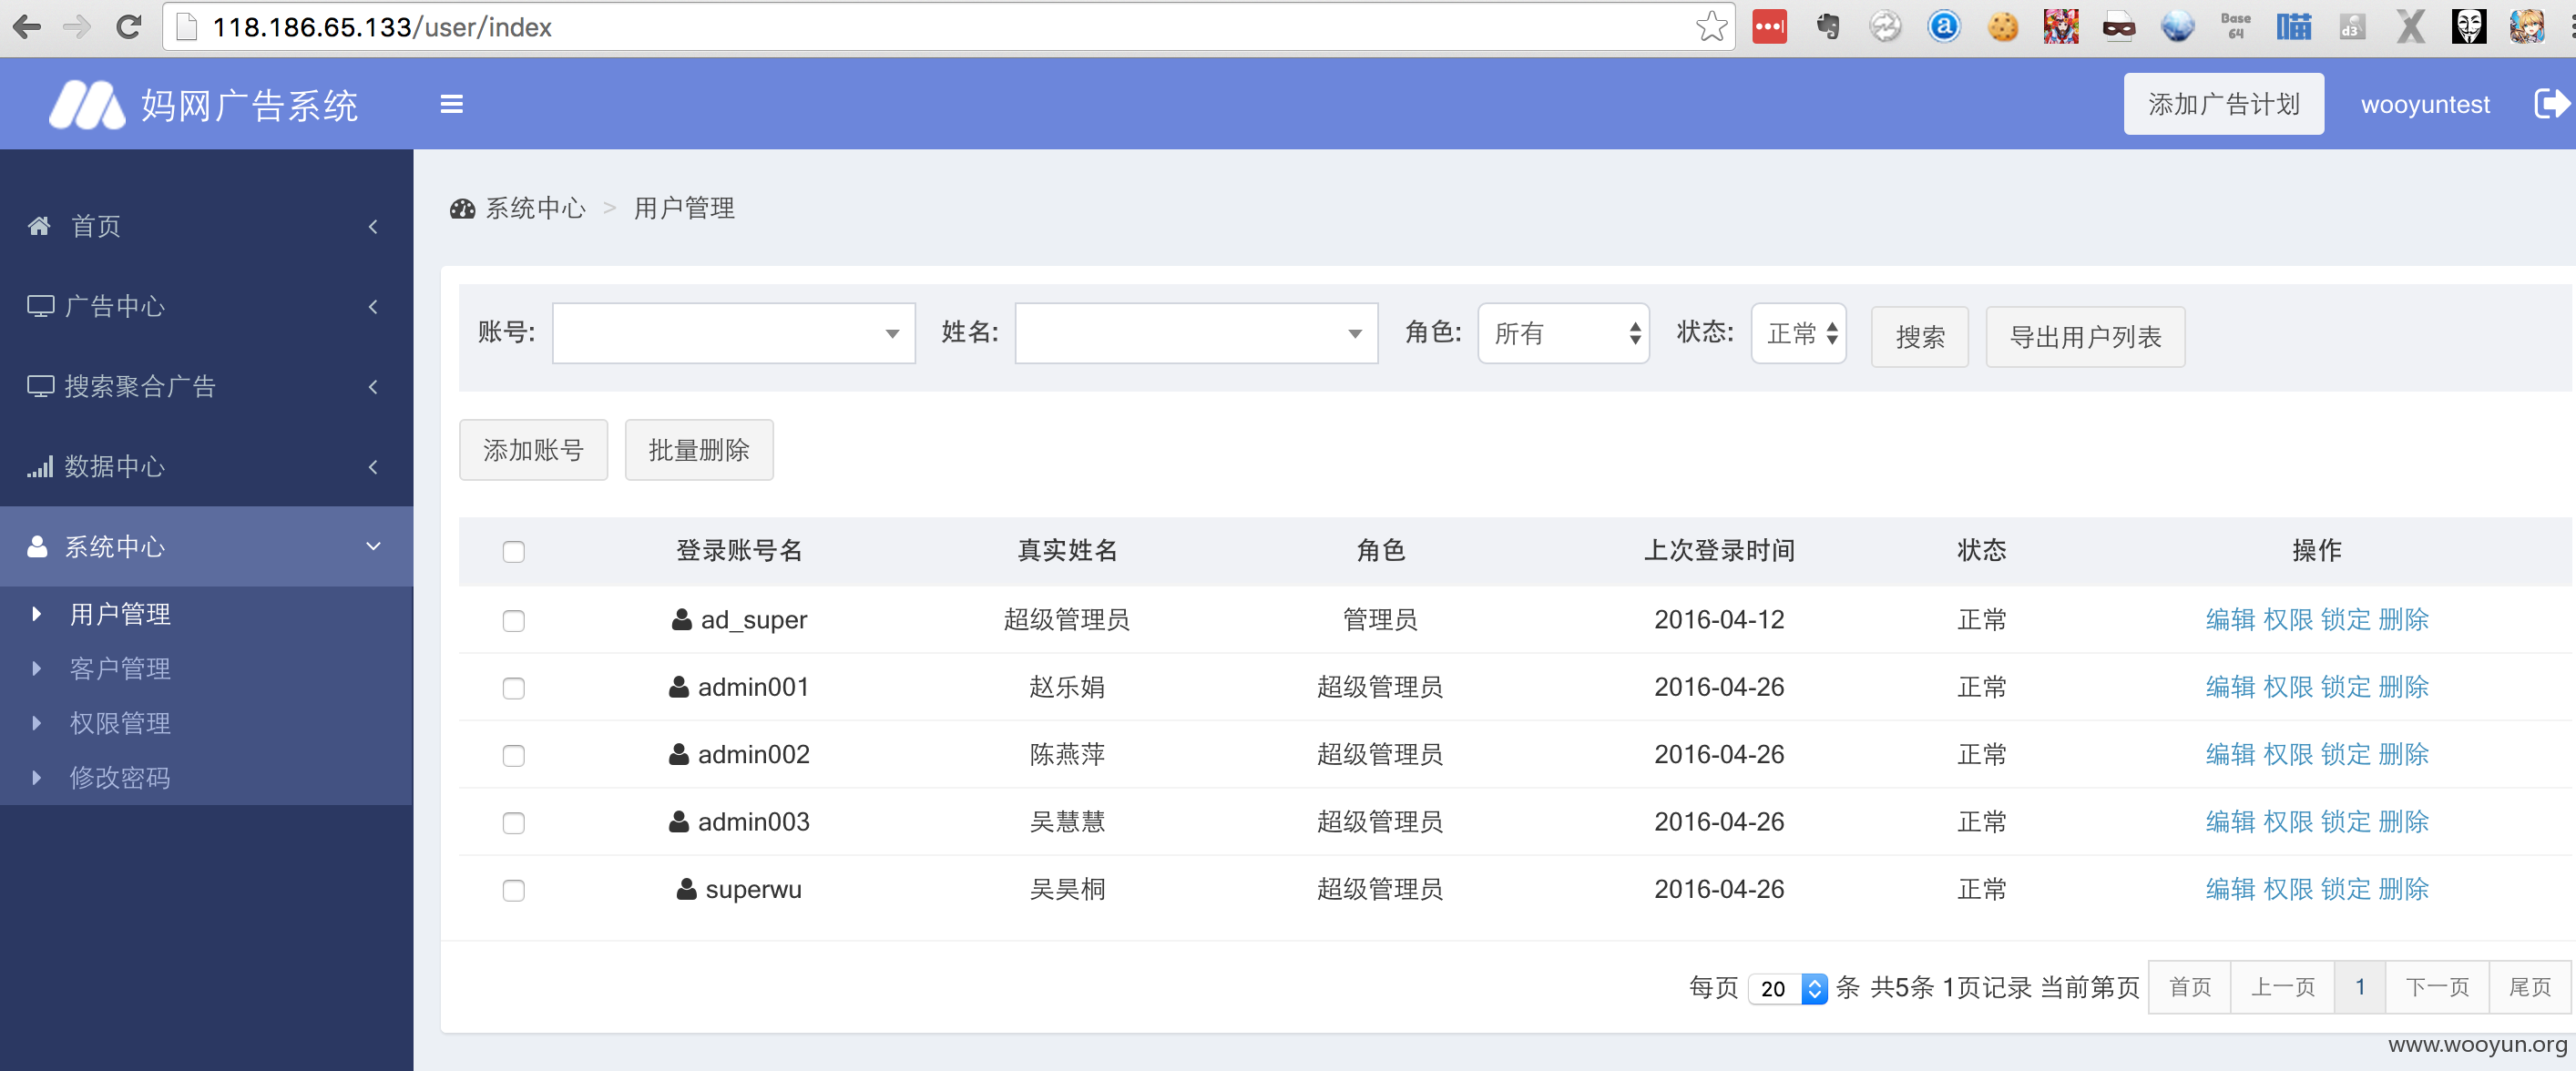 118.186.65.133/user/index
Base
64
喵
d3
X
妈网广告系统
添加广告计划
wooyuntest
首页
广告中心
搜索聚合广告
数据中心
系统中心
用户管理
客户管理
权限管理
修改密码
系统中心 > 用户管理
账号: 姓名: 角色: 所有 状态: 正常 搜索 导出用户列表
添加账号 批量删除
登录账号名 真实姓名 角色 上次登录时间 状态 操作
ad_super 超级管理员 管理员 2016-04-12 正常 编辑 权限 锁定 删除
admin001 赵乐娟 超级管理员 2016-04-26 正常 编辑 权限 锁定 删除
admin002 陈燕萍 超级管理员 2016-04-26 正常 编辑 权限 锁定 删除
admin003 吴慧慧 超级管理员 2016-04-26 正常 编辑 权限 锁定 删除
superwu 吴昊桐 超级管理员 2016-04-26 正常 编辑 权限 锁定 删除
每页 20 条 共5条 1页记录 当前第页 首页 上一页 1 下一页 尾页
www.wooyun.org